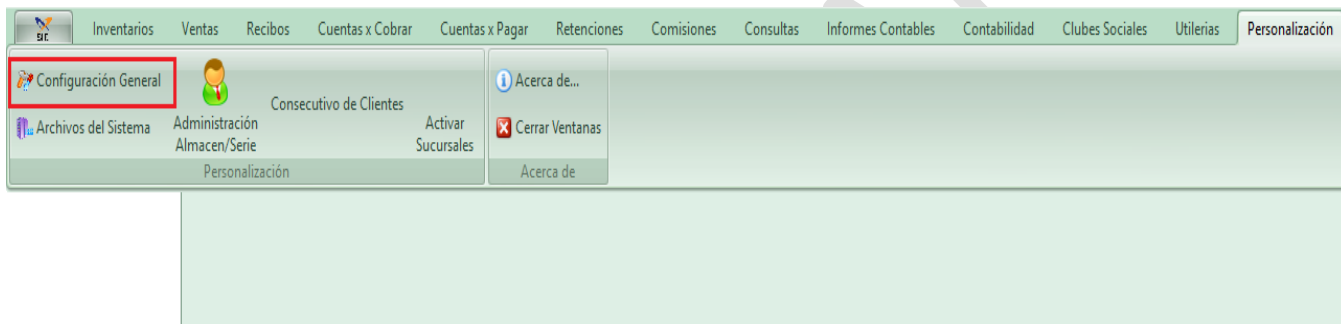 SIC Inventarios Ventas Recibos Cuentas x Cobrar Cuentas x Pagar Retenciones Comisiones Consultas Informes Contables Contabilidad Clubes Sociales Utilerias Personalización
Configuración General
Archivos del Sistema
Administración
Almacen/Serie
Consecutivo de Clientes
Activar
Sucursales
Personalización
Acerca de...
Cerrar Ventanas
Acerca de